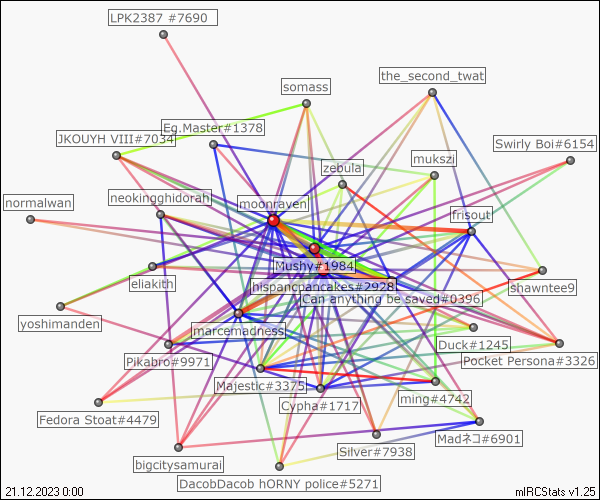 LPK2387 #7690
the_second_twat
somass
Eg.Master#1378
JKOUYH VIII#7034
Swirly Boi#6154
mukszi
zebula
neokingghidorah
normalwan
moonraven
frisout
Mushy#1984
eliakith
hispancpancakes#2928
Shawntee9
Can anything be saved#0396
yoshimanden
marcemadness
Duck#1245
Pikabro#9971
Pocket Persona#3326
Majestic#3375
ming#4742
Cypha#1717
Fedora Stoat#4479
Madネコ#6901
Silver#7938
bigcitysamurai
DacobDacob hORNY police#5271
21.12.2023 0:00
mIRCStats v1.25